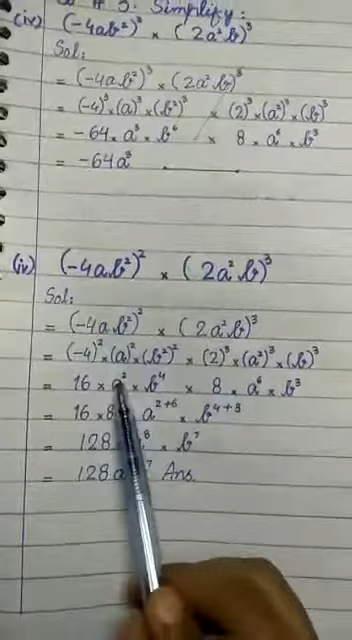 Simplify:
(iv) (-4ab²)³ × (2a²b)³
Sol:
= (-4ab²)³ × (2a²b)³
= (-4)³×(a)³×(b²)³ × (2)³×(a²)³×(b)³
= -64×a³×b⁶ × 8×a⁶×b³
= -64a³
(iv) (-4ab²)² × (2a²b)³
Sol:
= (-4ab²)² × (2a²b)³
= (-4)²×(a)²×(b²)² × (2)³×(a²)³×(b)³
= 16 × a² × b⁴ × 8 × a⁶ × b³
= 16×8 a²⁺⁶ × b⁴⁺³
= 128 ⁸ × b⁷
= 128a ⁷ Ans.